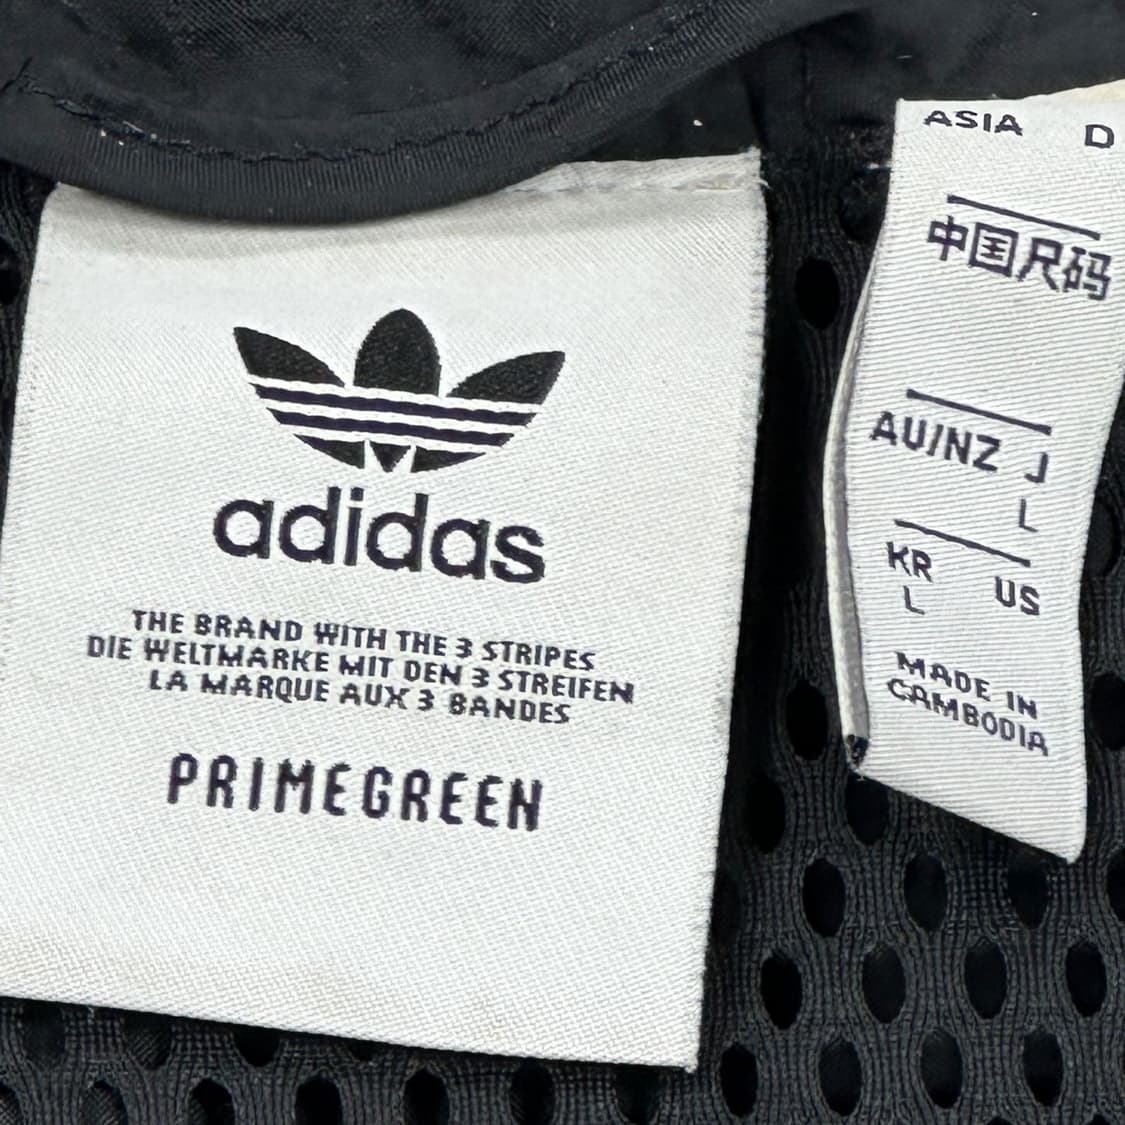 adidas
THE BRAND WITH THE 3 STRIPES
DIE WELTMARKE MIT DEN 3 STREIFEN
LA MARQUE AUX 3 BANDES
PRIMEGREEN
ASIA D
中国尺码
AU/NZ J
L
KR US
L
MADE IN
CAMBODIA